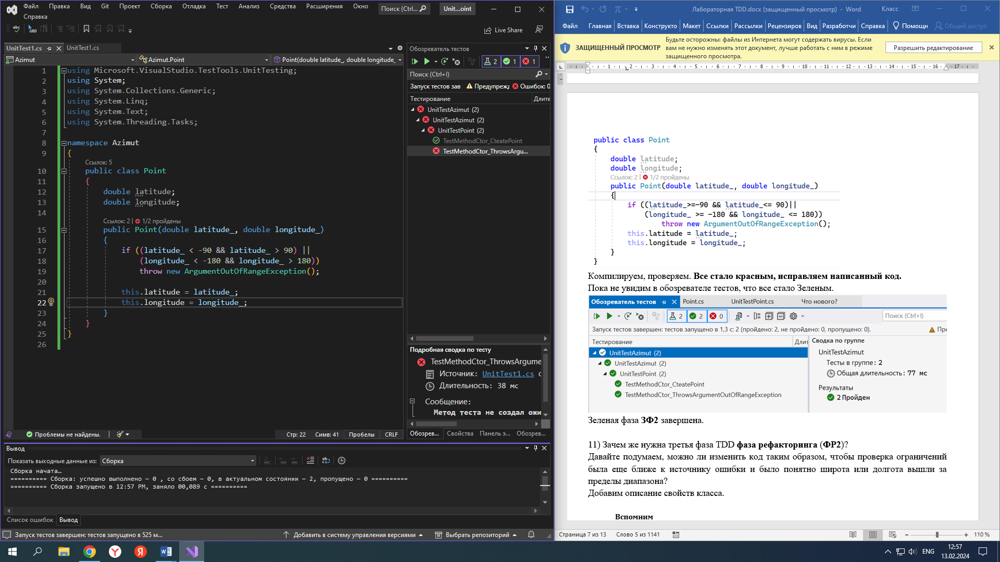 Файл Правка Вид Git Проект Сборка Отладка Тест Анализ Средства Расширения Окно
Справка
Поиск (Ctrl...
Unit...oint
Live Share
UnitTest1.cs
UnitTest1.cs
Azimut
Azimut.Point
Point(double latitude_, double longitude_
1 using Microsoft.VisualStudio.TestTools.UnitTesting;
2 using System;
3 using System.Collections.Generic;
4 using System.Linq;
5 using System.Text;
6 using System.Threading.Tasks;
7
8 namespace Azimut
9 {
Ссылок: 5
10 public class Point
11 {
12 double latitude;
13 double longitude;
14
Ссылок: 2 | 1/2 пройдены
15 public Point(double latitude_, double longitude_)
16 {
17 if ((latitude_ < -90 && latitude_ > 90) ||
18 (longitude_ < -180 && longitude_ > 180))
19 throw new ArgumentOutOfRangeException();
20
21 this.latitude = latitude_;
22 this.longitude = longitude_;
23 }
24 }
25 }
26
Проблемы не найдены.
Стр: 22 Симв: 41 Пробелы CRLF
Обозреватель тестов
2 1 1
Поиск (Ctrl+I)
Запуск тестов зав Предупрежд Ошибок: 0
Тестирование Длите
UnitTestAzimut (2)
UnitTestAzimut (2)
UnitTestPoint (2)
TestMethodCtor_CteatePoint
TestMethodCtor_ThrowsArgu...
Подробная сводка по тесту
TestMethodCtor_ThrowsArgume
Источник: UnitTest1.cs с
Длительность: 38 мс
Сообщение:
Метод теста не создал ожи
Обозрев... Свойства Панель э... Обозрев...
Вывод
Показать выходные данные из: Сборка
Сборка начата…
========== Сборка: успешно выполнено – 0 , со сбоем – 0, в актуальном состоянии – 2, пропущено – 0 ==========
========== Сборка запущено в 12:57 PM, заняло 00,089 с ==========
Список ошибок Вывод
Запуск тестов завершен: тестов запущено в 525 м...
Добавить в систему управления версиями
Выбрать репозиторий
Лабораторная TDD.docx (защищенный просмотр) - Word
Класс
Файл Главная Вставка Конструкто Макет Ссылки Рассылки Рецензиров Вид Разработчи Справка Помощн Общий доступ
ЗАЩИЩЕННЫЙ ПРОСМОТР
Будьте осторожны: файлы из Интернета могут содержать вирусы. Если
вам не нужно изменять этот документ, лучше работать с ним в режиме
защищенного просмотра.
Разрешить редактирование
1 2 3 4 5 6 7 8 9 10 11 12 13 14 15 16 17
public class Point
{
double latitude;
double longitude;
Ссылок: 2 | 1/2 пройдены
public Point(double latitude_, double longitude_)
{
if ((latitude_>=-90 && latitude_<= 90)||
(longitude_ >= -180 && longitude_ <= 180))
throw new ArgumentOutOfRangeException();
this.latitude = latitude_;
this.longitude = longitude_;
}
}
Компилируем, проверяем. Все стало красным, исправляем написанный код.
Пока не увидим в обозревателе тестов, что все стало Зеленым.
Обозреватель тестов Point.cs UnitTestPoint.cs Что нового?
2 2 0
Поиск (Ctrl+I)
Запуск тестов завершен: тестов запущено в 1,3 с: 2 (пройдено: 2, не пройдено: 0, пропущено: 0). Пре
Тестирование Длит
UnitTestAzimut (2)
UnitTestAzimut (2)
UnitTestPoint (2)
TestMethodCtor_CteatePoint
TestMethodCtor_ThrowsArgumentOutOfRangeException
Сводка по группе
UnitTestAzimut
Тесты в группе: 2
Общая длительность: 77 мс
Результаты
2 Пройден
Зеленая фаза ЗФ2 завершена.
11) Зачем же нужна третья фаза TDD фаза рефакторинга (ФР2)?
Давайте подумаем, можно ли изменить код таким образом, чтобы проверка ограничений
была еще ближе к источнику ошибки и было понятно широта или долгота вышли за
пределы диапазона?
Добавим описание свойств класса.
Вспомним
Страница 7 из 13 Слово 5 из 1141
110 %
ENG
12:57
13.02.2024